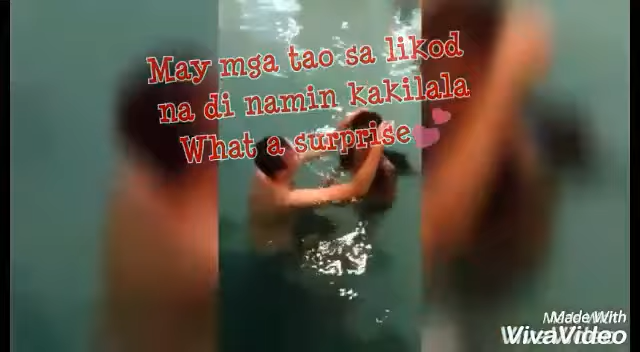 May mga tao sa likod
na di namin kakilala
What a surprise💕
Made With
VivaVideo